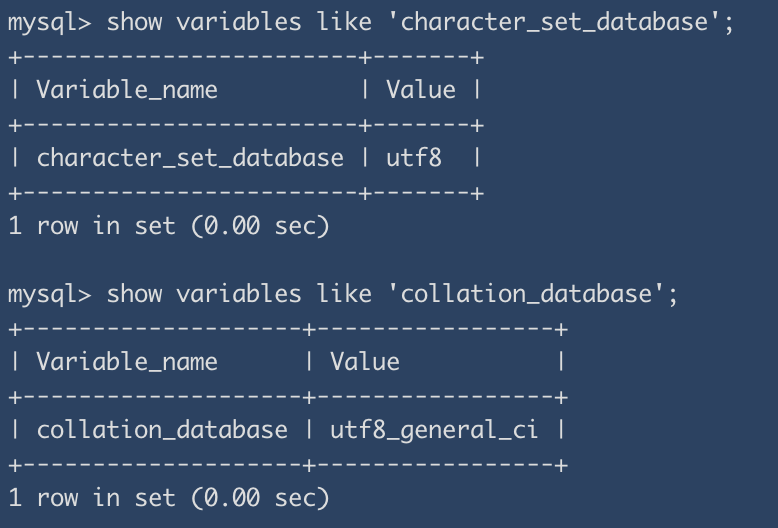 mysql> show variables like 'character_set_database';
+------------------------+-------+
| Variable_name          | Value |
+------------------------+-------+
| character_set_database | utf8  |
+------------------------+-------+
1 row in set (0.00 sec)

mysql> show variables like 'collation_database';
+--------------------+-----------------+
| Variable_name      | Value           |
+--------------------+-----------------+
| collation_database | utf8_general_ci |
+--------------------+-----------------+
1 row in set (0.00 sec)